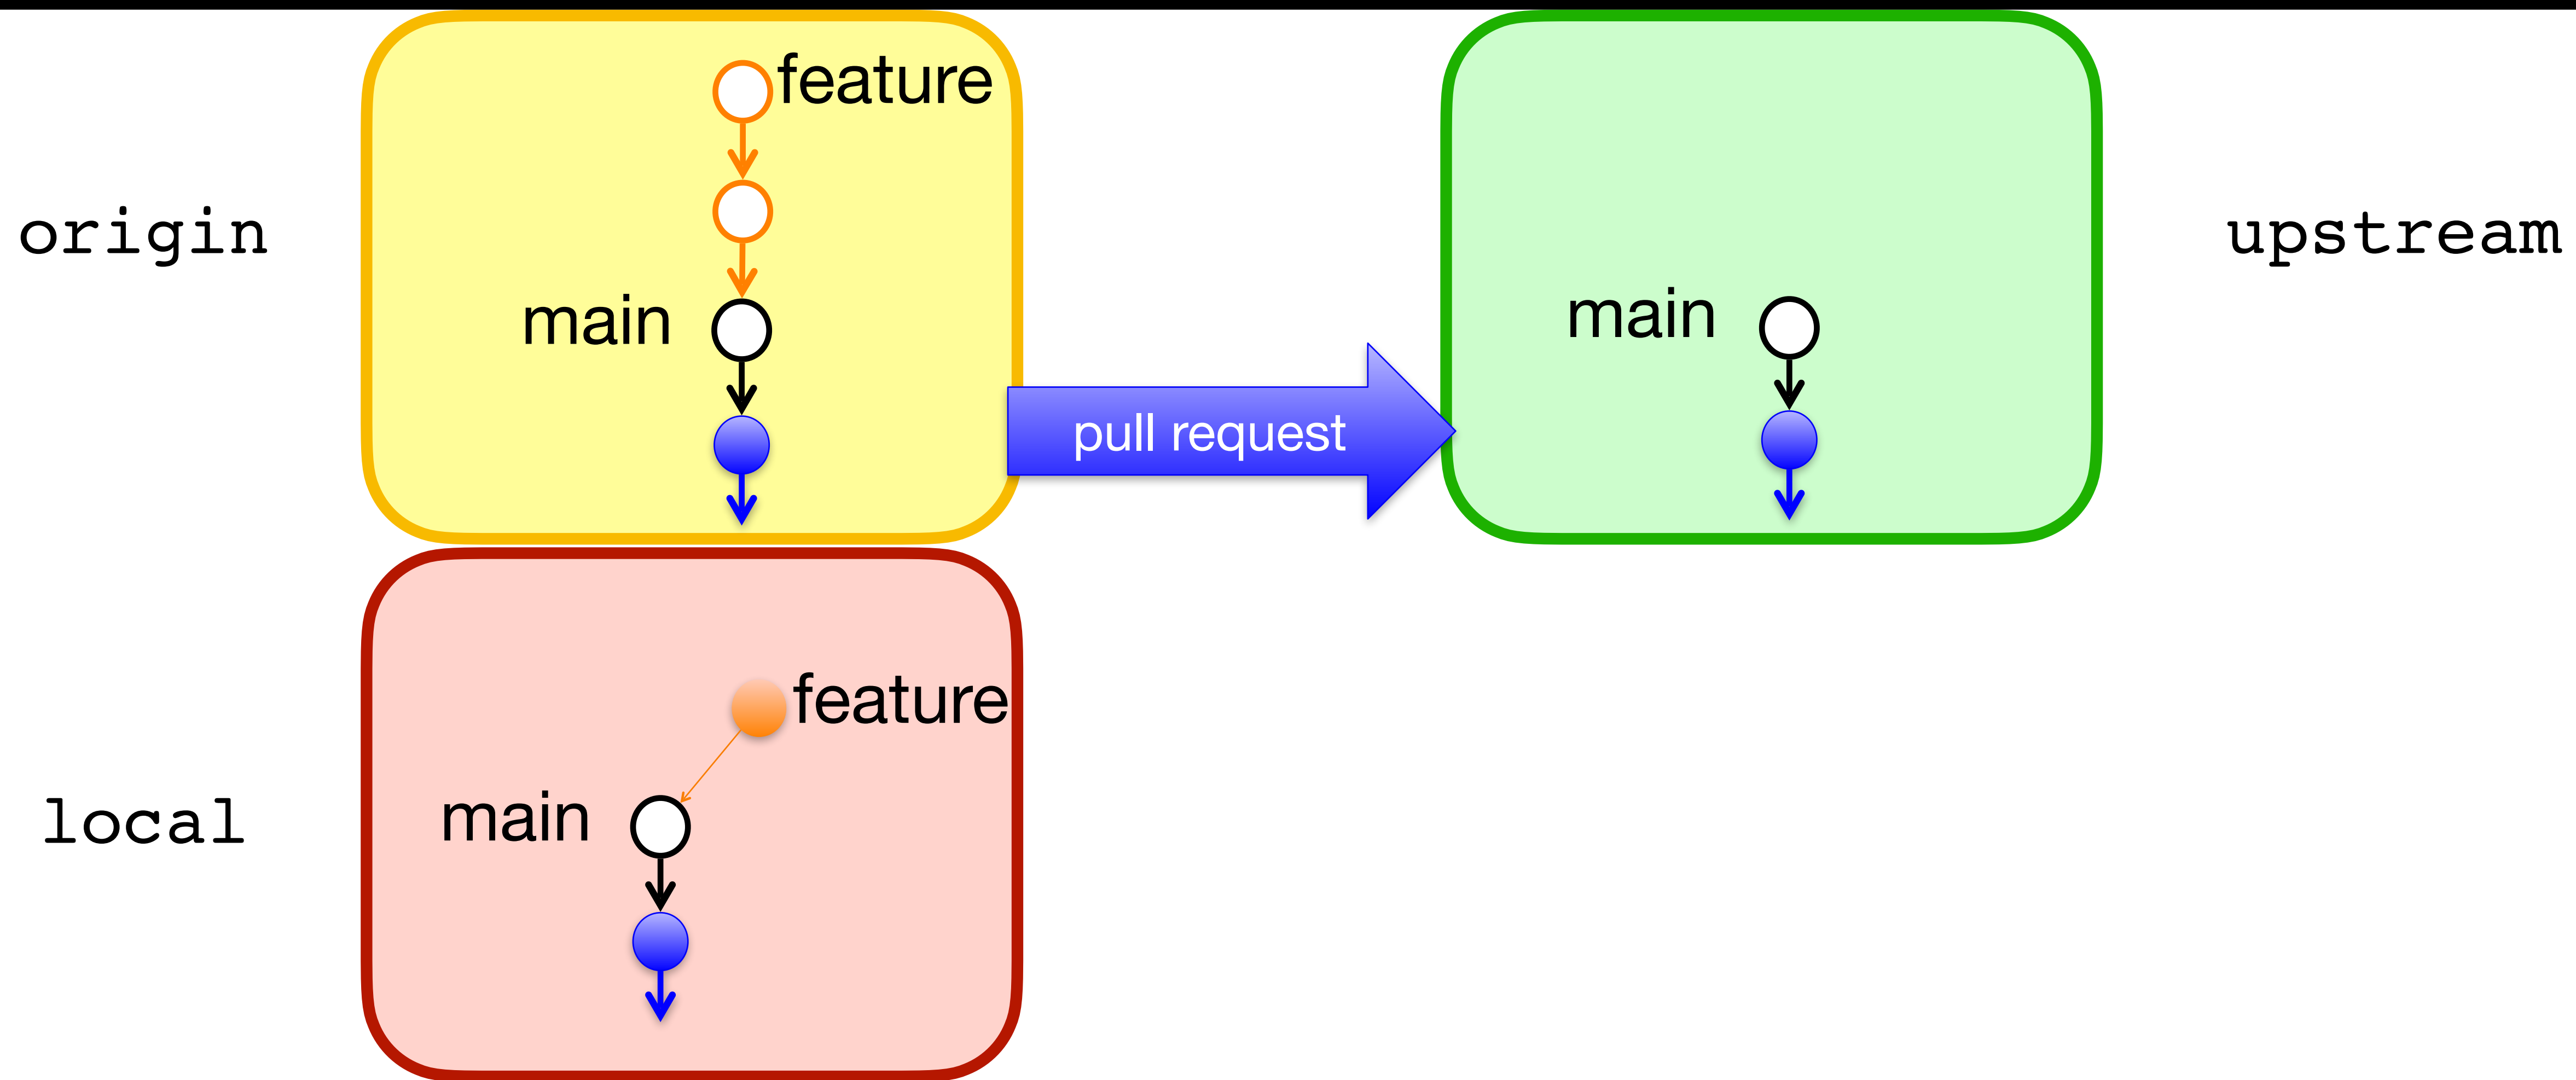 feature
origin
upstream
main
main
pull request
feature
local
main